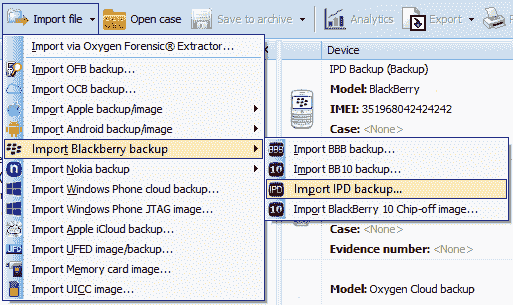 Import file
Open case
Save to archive
Analytics
Export
Import via Oxygen Forensic® Extractor...
Import OFB backup...
Import OCB backup...
Import Apple backup/image
Import Android backup/image
Import Blackberry backup
Import Nokia backup
Import Windows Phone cloud backup...
Import Windows Phone JTAG image...
Import Apple iCloud backup...
Import UFED image/backup...
Import Memory card image...
Import UICC image...
BBB
Import BBB backup...
10
Import BB10 backup...
IPD
Import IPD backup...
10
Import BlackBerry 10 Chip-off image...
Device
IPD Backup (Backup)
Model: BlackBerry
IMEI: 351968042424242
Case: <None>
Case: <None>
Evidence number: <None>
Model: Oxygen Cloud backup